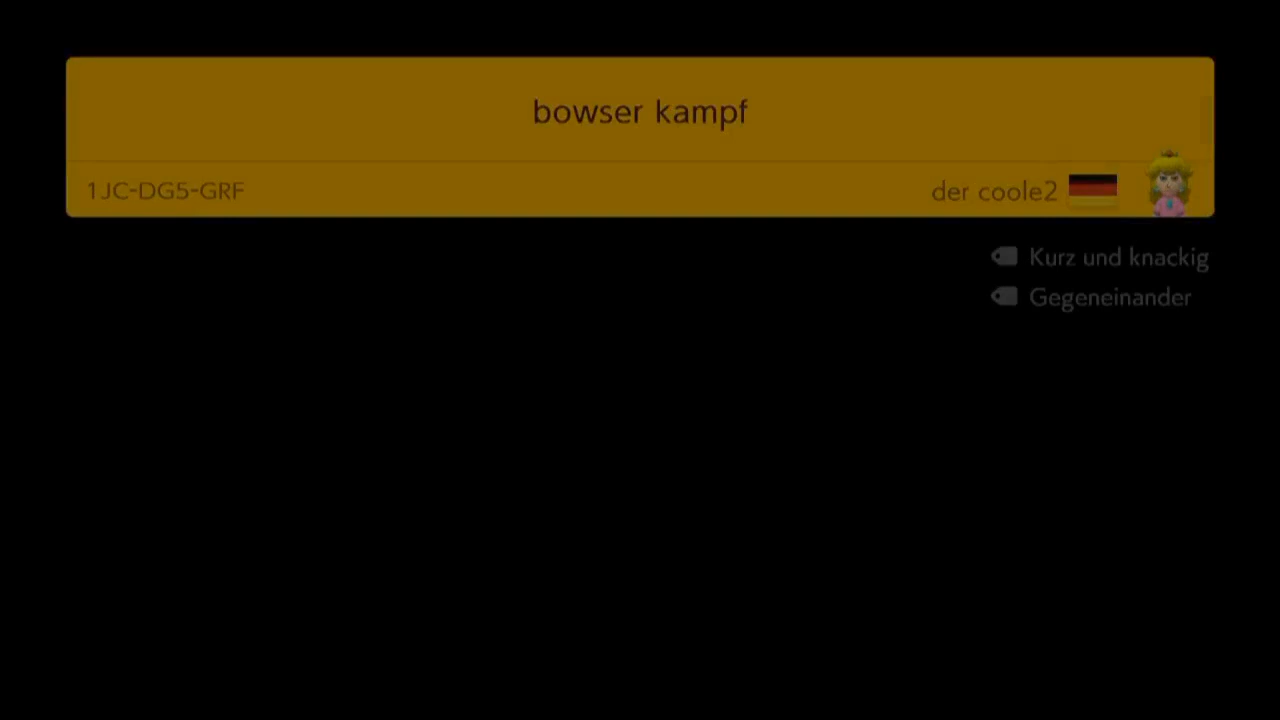 bowser kampf
1JC-DG5-GRF
der coole2
Kurz und knackig
Gegeneinander